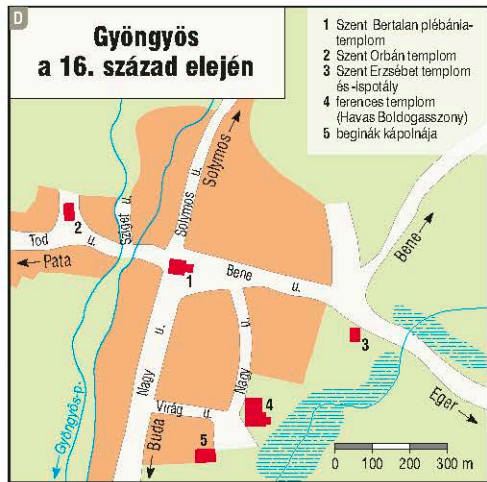 D
Gyöngyös
a 16. század elején
1 Szent Bertalan plébánia-
templom
2 Szent Orbán templom
3 Szent Erzsébet templom
és -ispotály
4 ferences templom
(Havas Boldogasszony)
5 beginák kápolnája
Solymos
Solymos u.
Sziget u.
2
Tod u.
Pata
1
Bene u.
Bene
Nagy u.
Nagy
3
Eger
Virág u.
4
5
Buda
Gyöngyös-p.
0 100 200 300 m